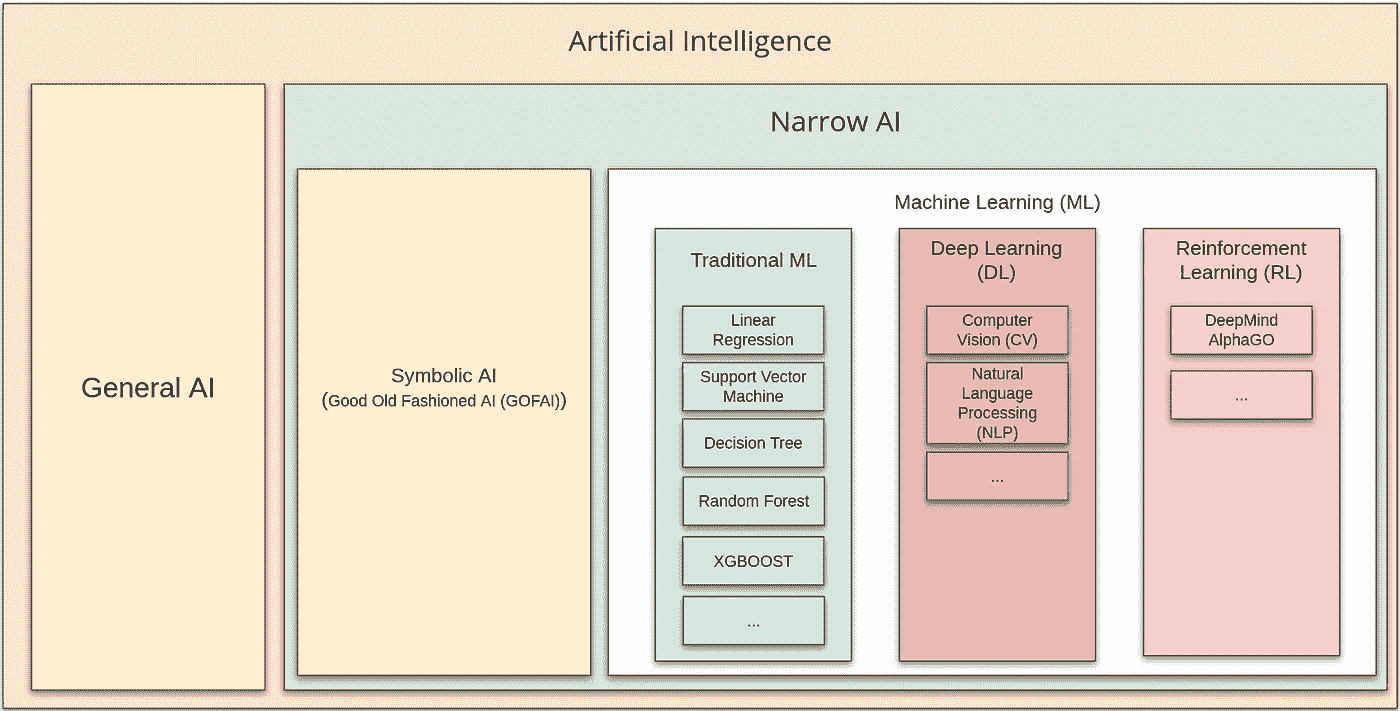 Artificial Intelligence
General AI
Narrow AI
Symbolic AI
(Good Old Fashioned AI (GOFAI))
Machine Learning (ML)
Traditional ML
Linear
Regression
Support Vector
Machine
Decision Tree
Random Forest
XGBOOST
...
Deep Learning
(DL)
Computer
Vision (CV)
Natural
Language
Processing
(NLP)
...
Reinforcement
Learning (RL)
DeepMind
AlphaGO
...